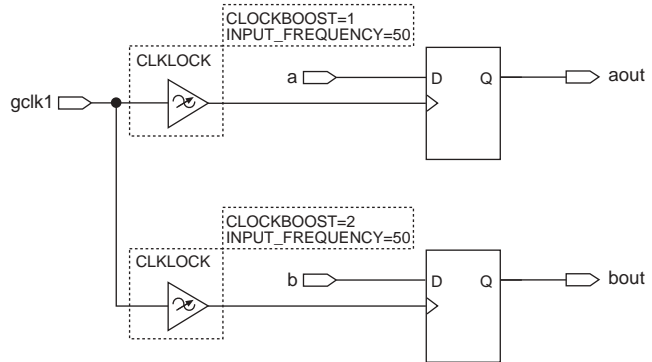 CLOCKBOOST=1
INPUT_FREQUENCY=50
CLKLOCK
a
D
Q
aout
gclk1
CLOCKBOOST=2
INPUT_FREQUENCY=50
CLKLOCK
b
D
Q
bout